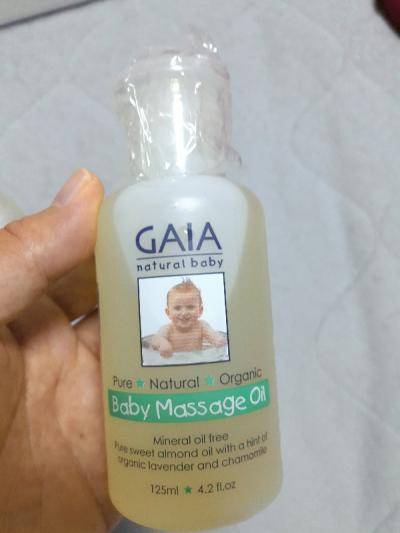 GAIA
natural baby
Pure ★ Natural ★ Organic
Baby Massage Oil
Mineral oil free
Pure sweet almond oil with a hint of
organic lavender and chamomile
125ml ★ 4.2 fl.oz